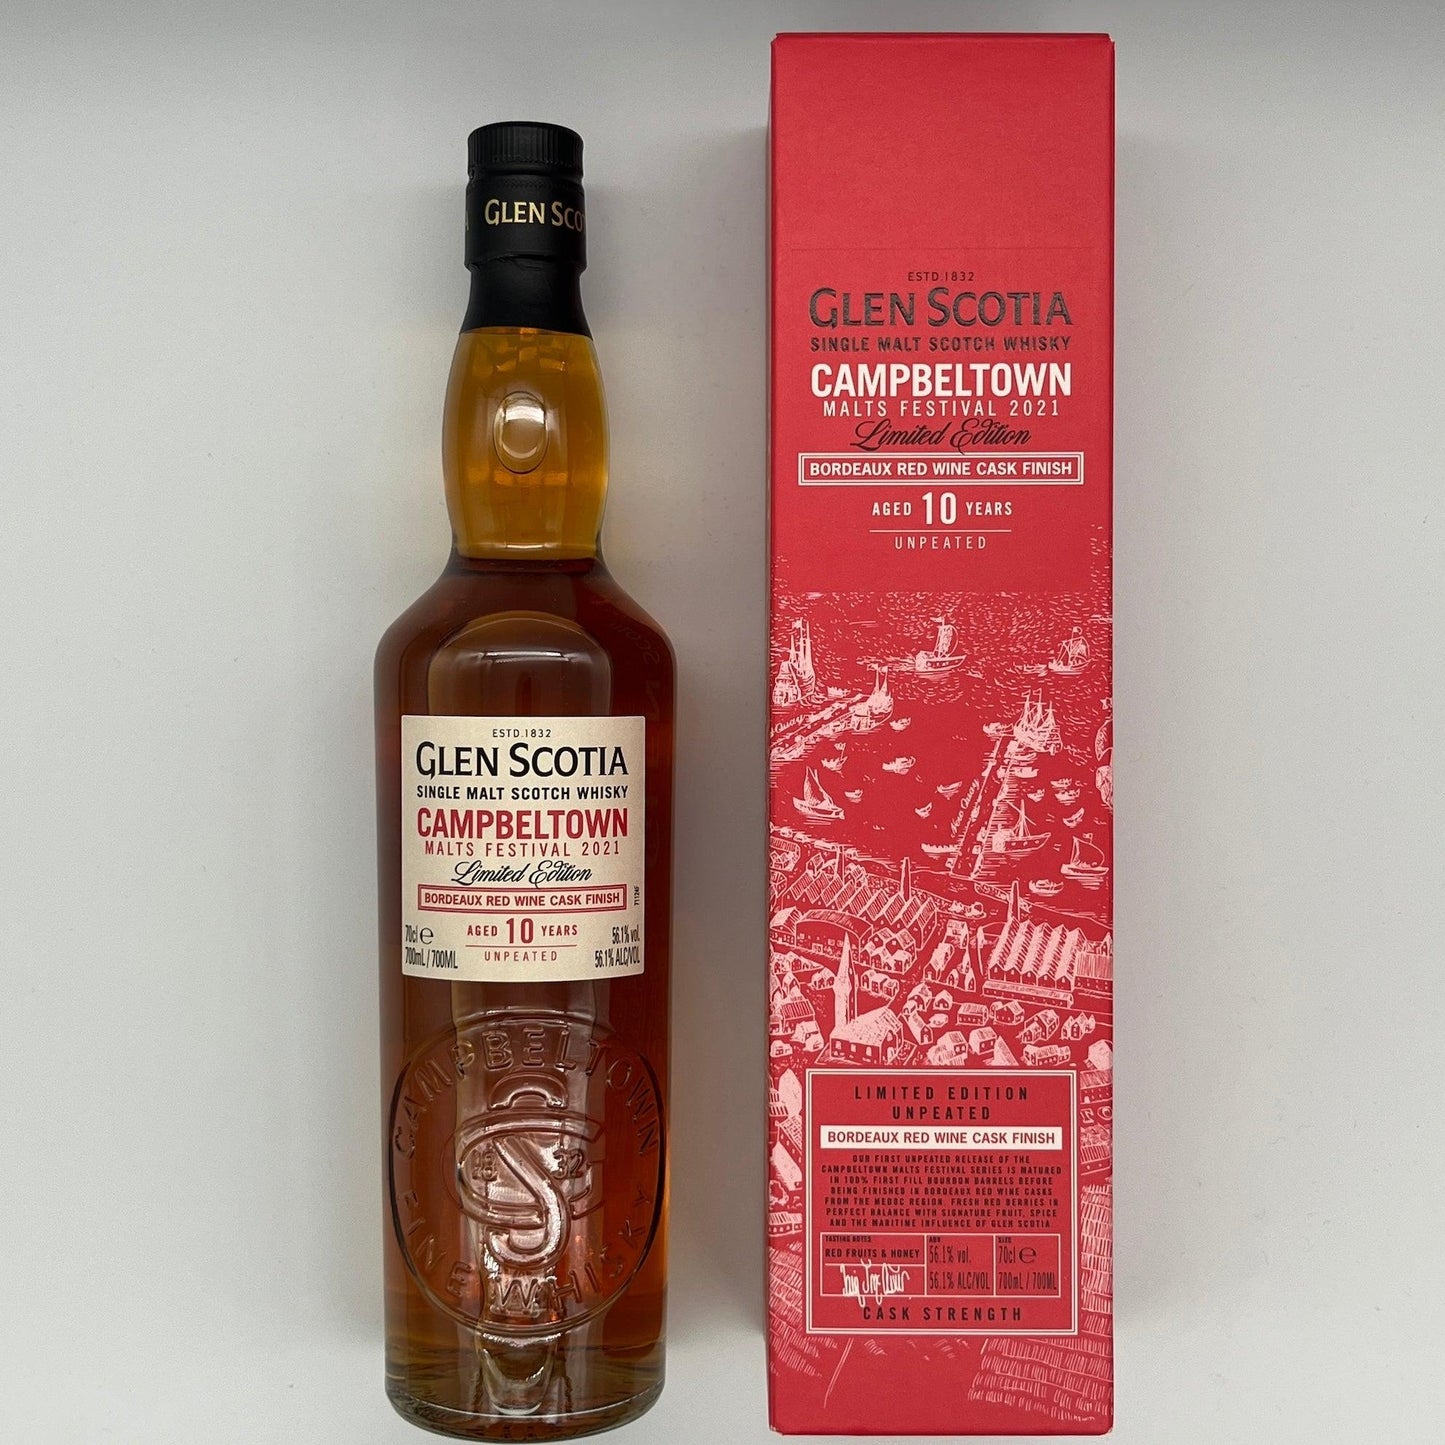 GLEN SCO
ESTD.1832
GLEN SCOTIA
SINGLE MALT SCOTCH WHISKY
CAMPBELTOWN
MALTS FESTIVAL 2021
Limited Edition
BORDEAUX RED WINE CASK FINISH
AGED 10 YEARS
UNPEATED
70cl e
700mL / 700ML
56.1% vol.
56.1% ALC/VOL
71124F
CAMPBELTOWN
18 32
FINE WHISKY
ESTD.1832
GLEN SCOTIA
SINGLE MALT SCOTCH WHISKY
CAMPBELTOWN
MALTS FESTIVAL 2021
Limited Edition
BORDEAUX RED WINE CASK FINISH
AGED 10 YEARS
UNPEATED
Quay
New Quay
LIMITED EDITION
UNPEATED
BORDEAUX RED WINE CASK FINISH
OUR FIRST UNPEATED RELEASE OF THE
CAMPBELTOWN MALTS FESTIVAL SERIES IS MATURED
IN 100% FIRST FILL BOURBON BARRELS BEFORE
BEING FINISHED IN BORDEAUX RED WINE CASKS
FROM THE MEDOC REGION. FRESH RED BERRIES IN
PERFECT BALANCE WITH SIGNATURE FRUIT, SPICE
AND THE MARITIME INFLUENCE OF GLEN SCOTIA.
TASTING NOTES
RED FRUITS & HONEY
ABV
56.1% vol.
56.1% ALC/VOL
SIZE
70cl e
700mL / 700ML
CASK STRENGTH